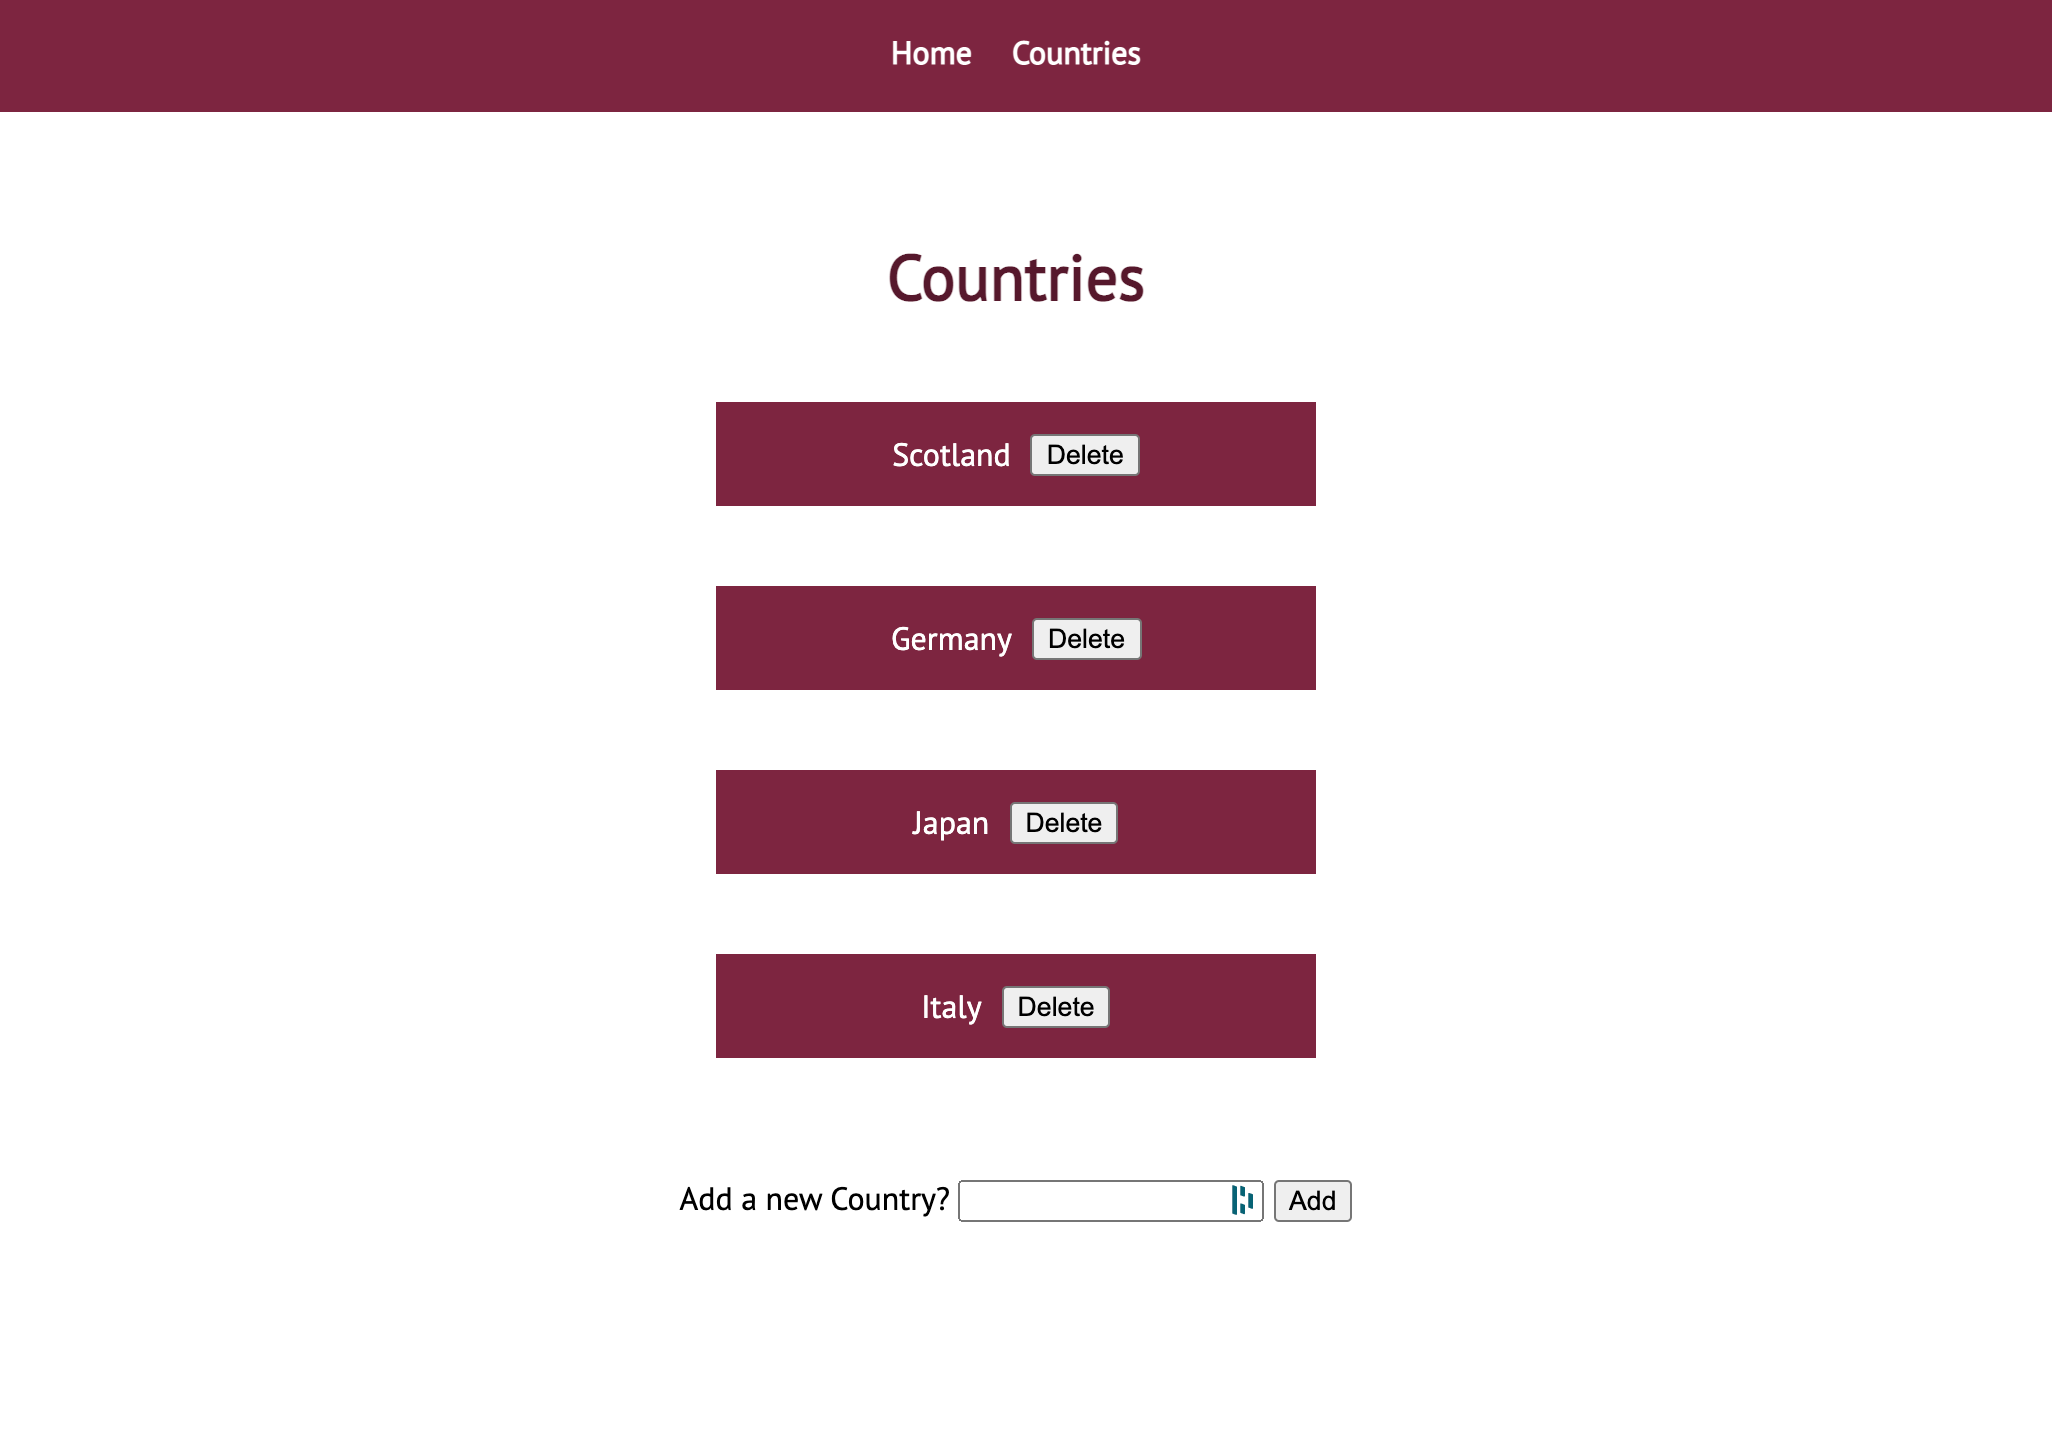 Home Countries
Countries
Scotland Delete
Germany Delete
Japan Delete
Italy Delete
Add a new Country? Add